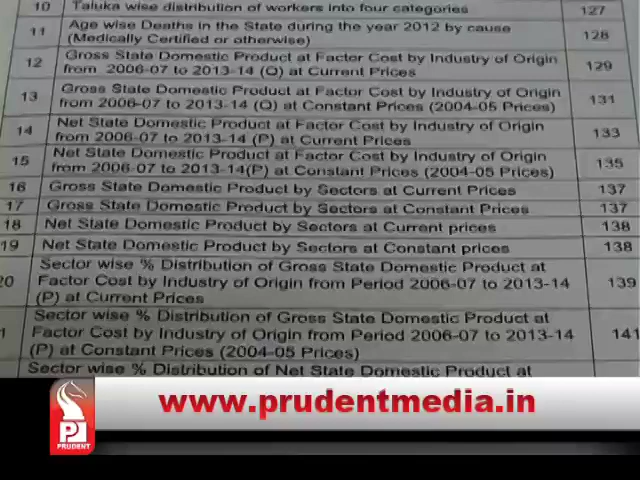 10 Taluka wise distribution of workers into four categories 127
11 Age wise Deaths in the State during the year 2012 by cause 128
(Medically Certified or otherwise)
12 Gross State Domestic Product at Factor Cost by Industry of Origin 129
from 2006-07 to 2013-14 (Q) at Current Prices
13 Gross State Domestic Product at Factor Cost by Industry of Origin 131
from 2006-07 to 2013-14 (Q) at Constant Prices (2004-05 Prices)
14 Net State Domestic Product at Factor Cost by Industry of Origin 133
from 2006-07 to 2013-14 (P) at Current Prices
15 Net State Domestic Product at Factor Cost by Industry of Origin 135
from 2006-07 to 2013-14(P) at Constant Prices (2004-05 Prices)
16 Gross State Domestic Product by Sectors at Current Prices 137
17 Gross State Domestic Product by Sectors at Constant Prices 137
18 Net State Domestic Product by Sectors at Current prices 138
19 Net State Domestic Product by Sectors at Constant prices 138
20 Sector wise % Distribution of Gross State Domestic Product at 139
Factor Cost by Industry of Origin from Period 2006-07 to 2013-14
(P) at Current Prices
1 Sector wise % Distribution of Gross State Domestic Product at 141
Factor Cost by Industry of Origin from Period 2006-07 to 2013-14
(P) at Constant Prices (2004-05 Prices)
Sector wise % Distribution of Net State Domestic Product at
www.prudentmedia.in
PRUDENT